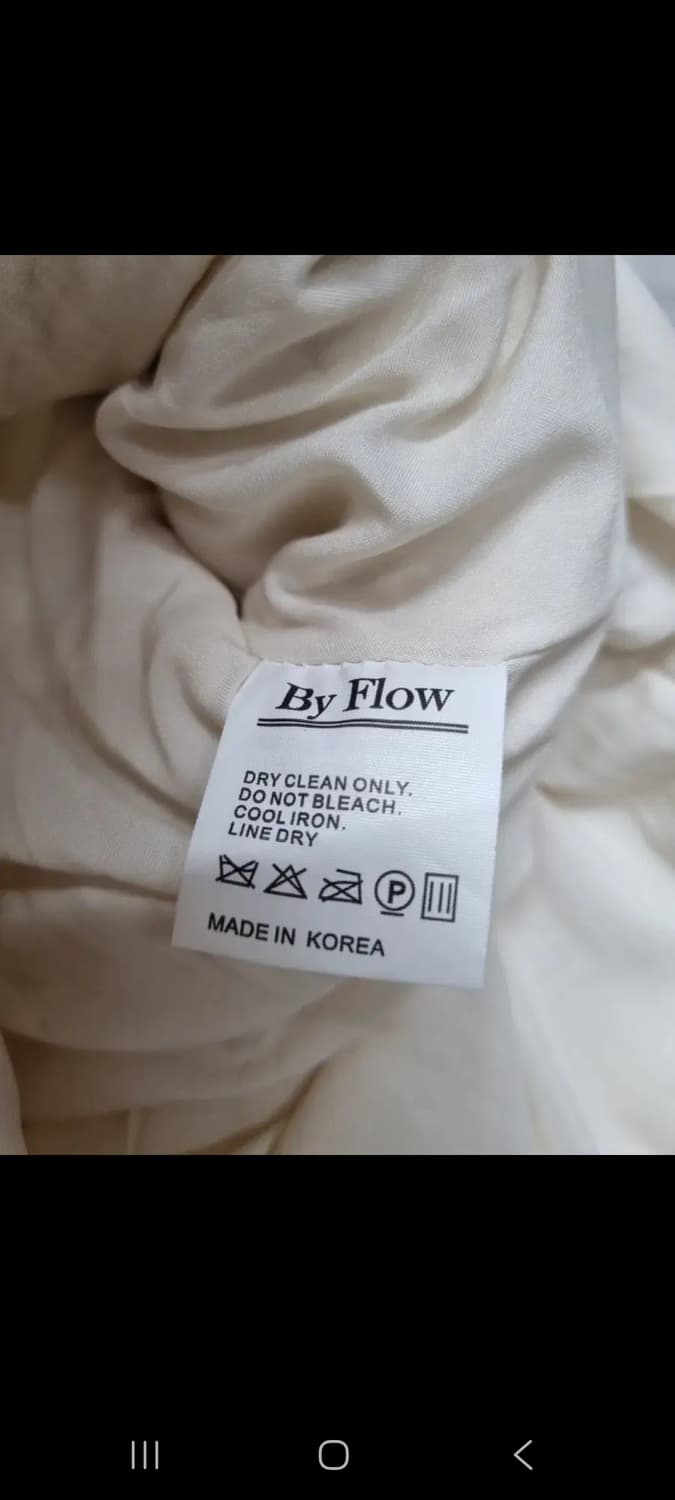 By Flow
DRY CLEAN ONLY.
DO NOT BLEACH.
COOL IRON.
LINE DRY
P
MADE IN KOREA